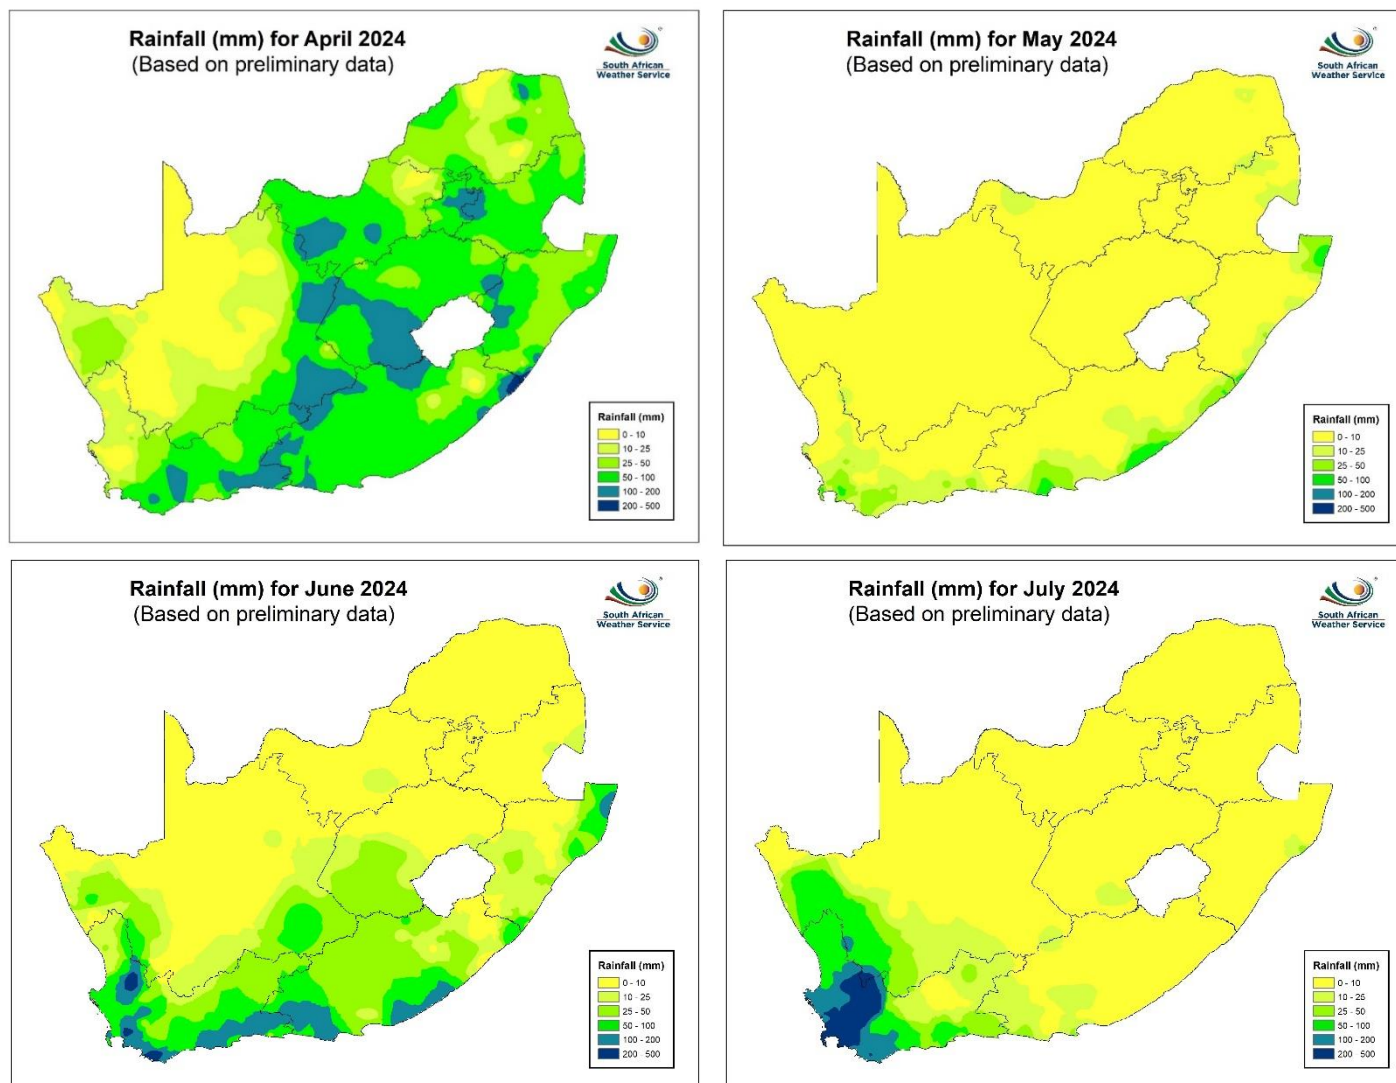 Rainfall (mm) for April 2024
(Based on preliminary data)
South African
Weather Service
Rainfall (mm)
0 - 10
10 - 25
25 - 50
50 - 100
100 - 200
200 - 500
Rainfall (mm) for May 2024
(Based on preliminary data)
South African
Weather Service
Rainfall (mm)
0 - 10
10 - 25
25 - 50
50 - 100
100 - 200
200 - 500
Rainfall (mm) for June 2024
(Based on preliminary data)
South African
Weather Service
Rainfall (mm)
0 - 10
10 - 25
25 - 50
50 - 100
100 - 200
200 - 500
Rainfall (mm) for July 2024
(Based on preliminary data)
South African
Weather Service
Rainfall (mm)
0 - 10
10 - 25
25 - 50
50 - 100
100 - 200
200 - 500